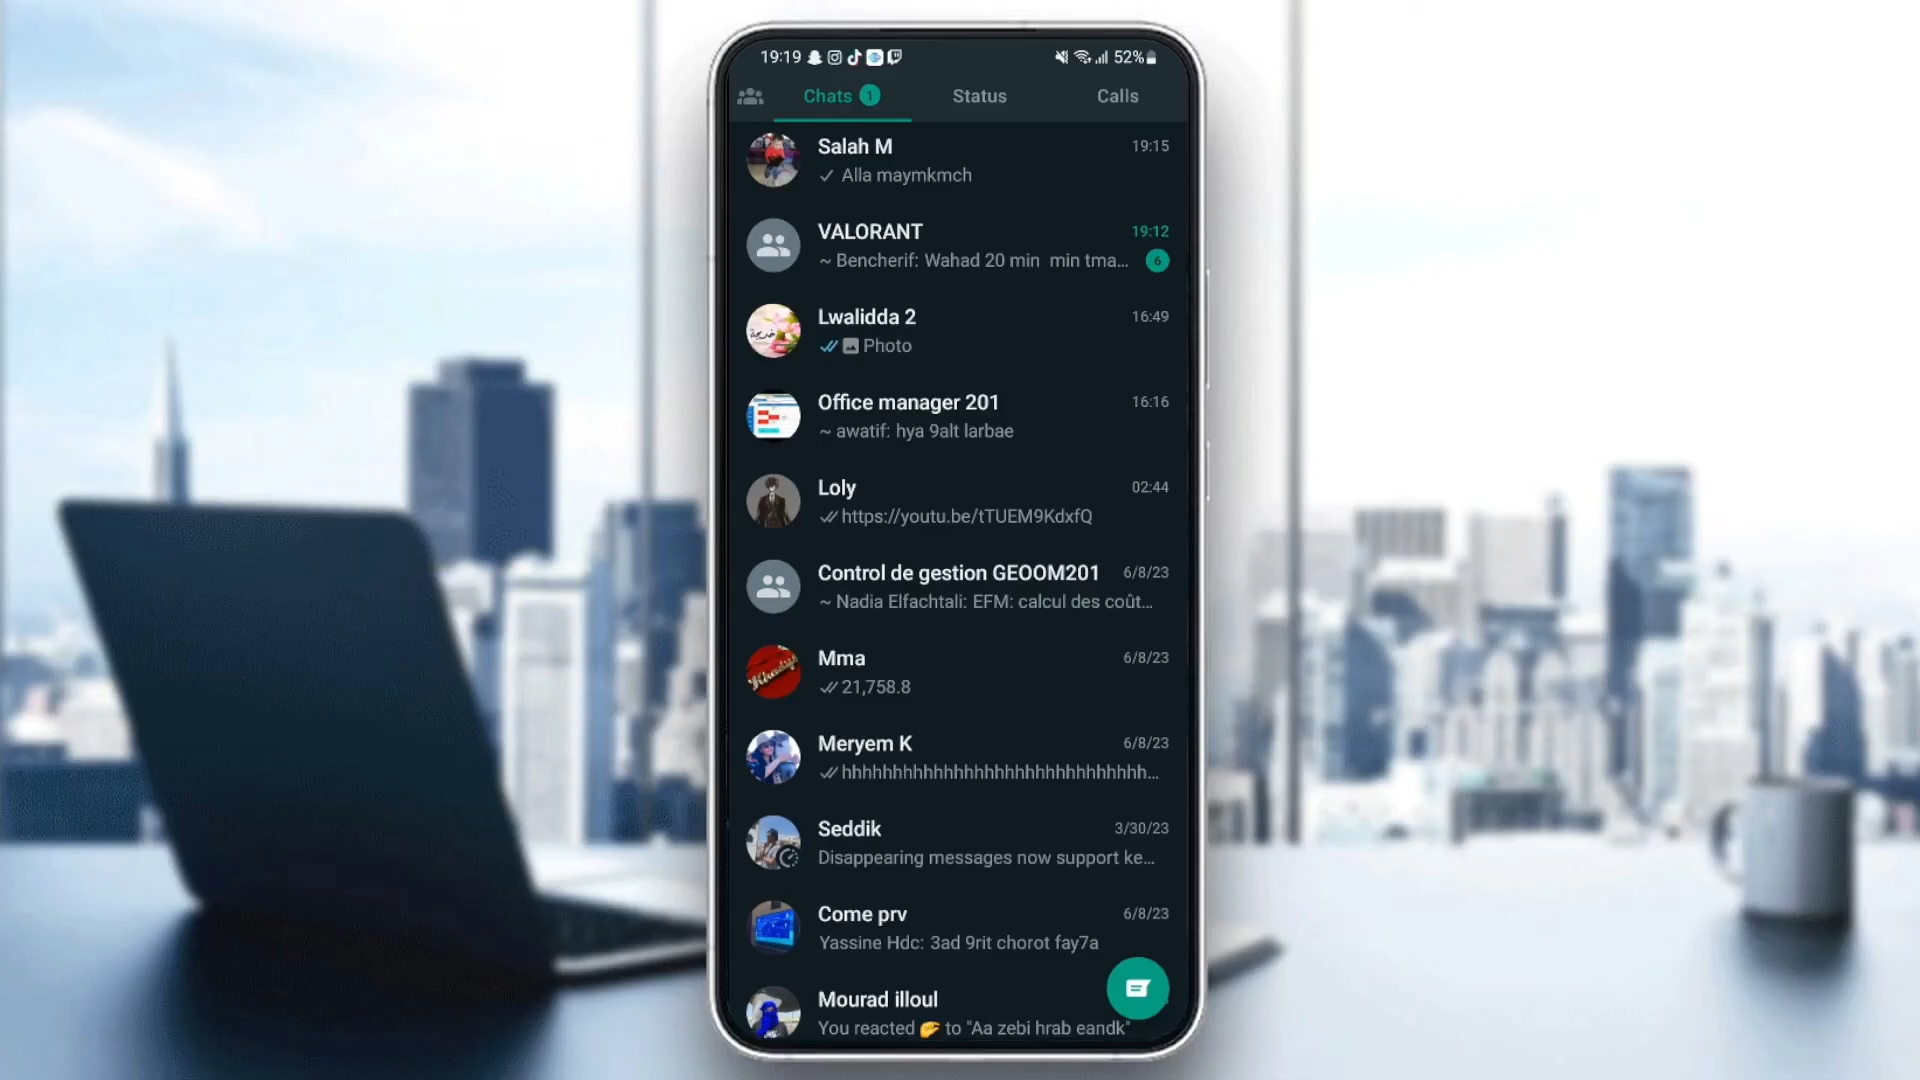 19:19 52%
Chats 1 Status Calls
Salah M 19:15
Alla maymkmch
VALORANT 19:12
~ Bencherif: Wahad 20 min min tma... 6
Lwalidda 2 16:49
Photo
Office manager 201 16:16
~ awatif: hya 9alt larbae
Loly 02:44
https://youtu.be/tTUEM9KdxfQ
Control de gestion GEOOM201 6/8/23
~ Nadia Elfachtali: EFM: calcul des coût...
Mma 6/8/23
21,758.8
Meryem K 6/8/23
Seddik 3/30/23
Disappearing messages now support ke...
Come prv 6/8/23
Yassine Hdc: 3ad 9rit chorot fay7a
Mourad illoul
You reacted 🤛 to "Aa zebi hrab eandk"